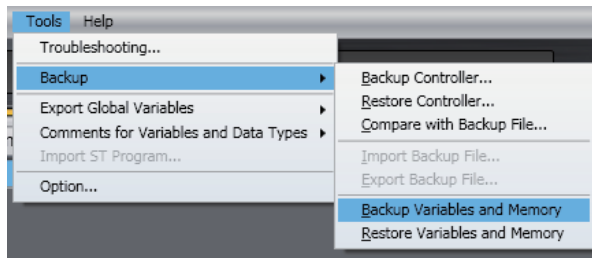 Tools Help
Troubleshooting...
Backup
Export Global Variables
Comments for Variables and Data Types
Import ST Program...
Option...
Backup Controller...
Restore Controller...
Compare with Backup File...
Import Backup File...
Export Backup File...
Backup Variables and Memory
Restore Variables and Memory